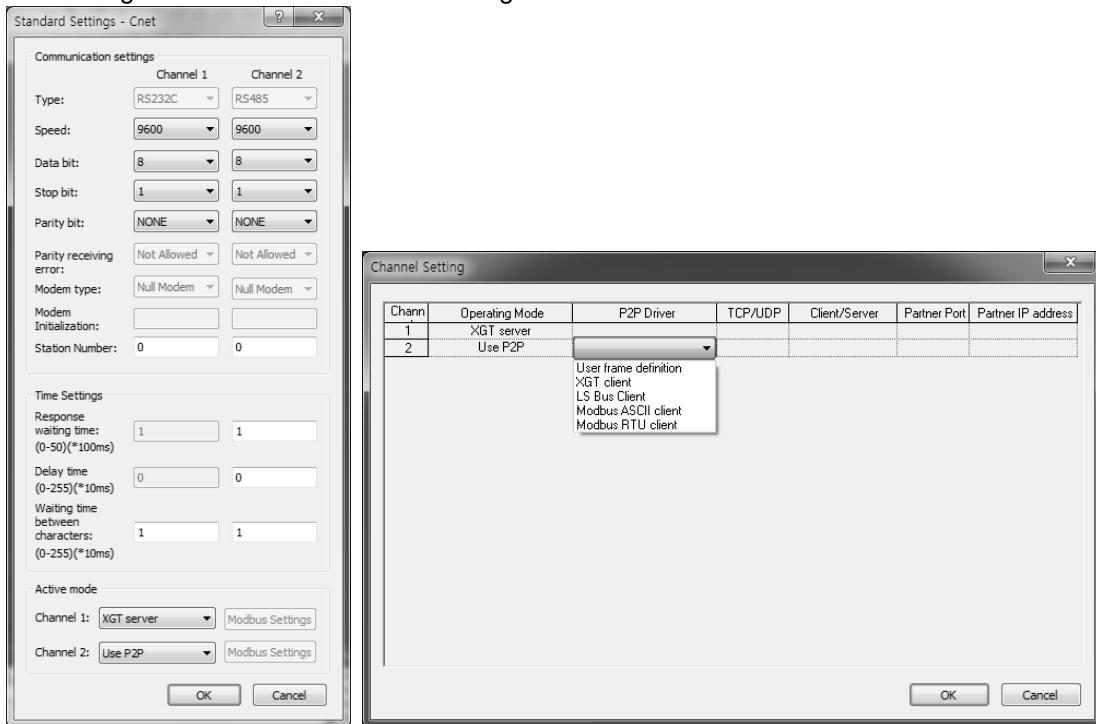 Standard Settings - Cnet
Communication settings
Channel 1 Channel 2
Type: RS232C RS485
Speed: 9600 9600
Data bit: 8 8
Stop bit: 1 1
Parity bit: NONE NONE
Parity receiving error: Not Allowed Not Allowed
Modem type: Null Modem Null Modem
Modem Initialization:
Station Number: 0 0
Time Settings
Response
waiting time:
(0-50)(*100ms) 1 1
Delay time
(0-255)(*10ms) 0 0
Waiting time
between
characters:
(0-255)(*10ms) 1 1
Active mode
Channel 1: XGT server Modbus Settings
Channel 2: Use P2P Modbus Settings
OK Cancel
Channel Setting
Chann Operating Mode P2P Driver TCP/UDP Client/Server Partner Port Partner IP address
1 XGT server
2 Use P2P
User frame definition
XGT client
LS Bus Client
Modbus ASCII client
Modbus RTU client
OK Cancel